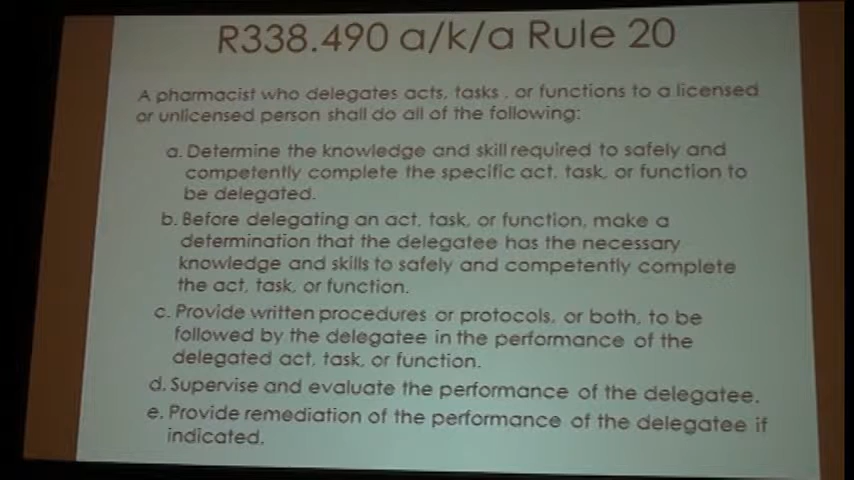 R338.490 a/k/a Rule 20
A pharmacist who delegates acts, tasks , or functions to a licensed
or unlicensed person shall do all of the following:
a. Determine the knowledge and skill required to safely and
competently complete the specific act, task, or function to
be delegated.
b. Before delegating an act, task, or function, make a
determination that the delegatee has the necessary
knowledge and skills to safely and competently complete
the act, task, or function.
c. Provide written procedures or protocols, or both, to be
followed by the delegatee in the performance of the
delegated act, task, or function.
d. Supervise and evaluate the performance of the delegatee.
e. Provide remediation of the performance of the delegatee if
indicated.